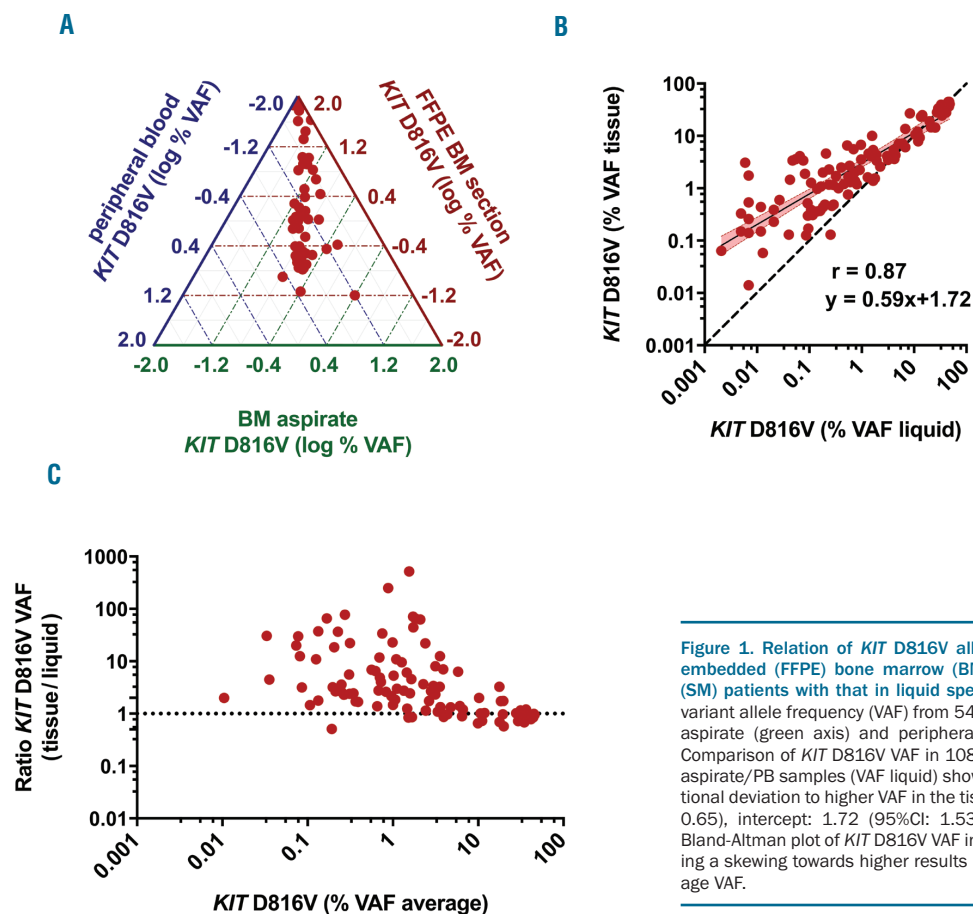 A
peripheral blood
KIT D816V (log % VAF)
FFPE BM section
KIT D816V (log % VAF)
-2.0
-1.2
-0.4
0.4
1.2
2.0
2.0
1.2
0.4
-0.4
-1.2
-2.0
-2.0 -1.2 -0.4 0.4 1.2 2.0
BM aspirate
KIT D816V (log % VAF)
B
KIT D816V (% VAF tissue)
100
10
1
0.1
0.01
0.001
r = 0.87
y = 0.59x+1.72
0.001 0.01 0.1 1 10 100
KIT D816V (% VAF liquid)
C
Ratio KIT D816V VAF
(tissue/liquid)
1000
100
10
1
0.1
0.01
0.001 0.01 0.1 1 10 100
KIT D816V (% VAF average)
Figure 1. Relation of KIT D816V all
embedded (FFPE) bone marrow (BM
(SM) patients with that in liquid spe
variant allele frequency (VAF) from 54
aspirate (green axis) and periphera
Comparison of KIT D816V VAF in 108
aspirate/PB samples (VAF liquid) show
tional deviation to higher VAF in the tis
0.65), intercept: 1.72 (95%CI: 1.53
Bland-Altman plot of KIT D816V VAF in
ing a skewing towards higher results
age VAF.